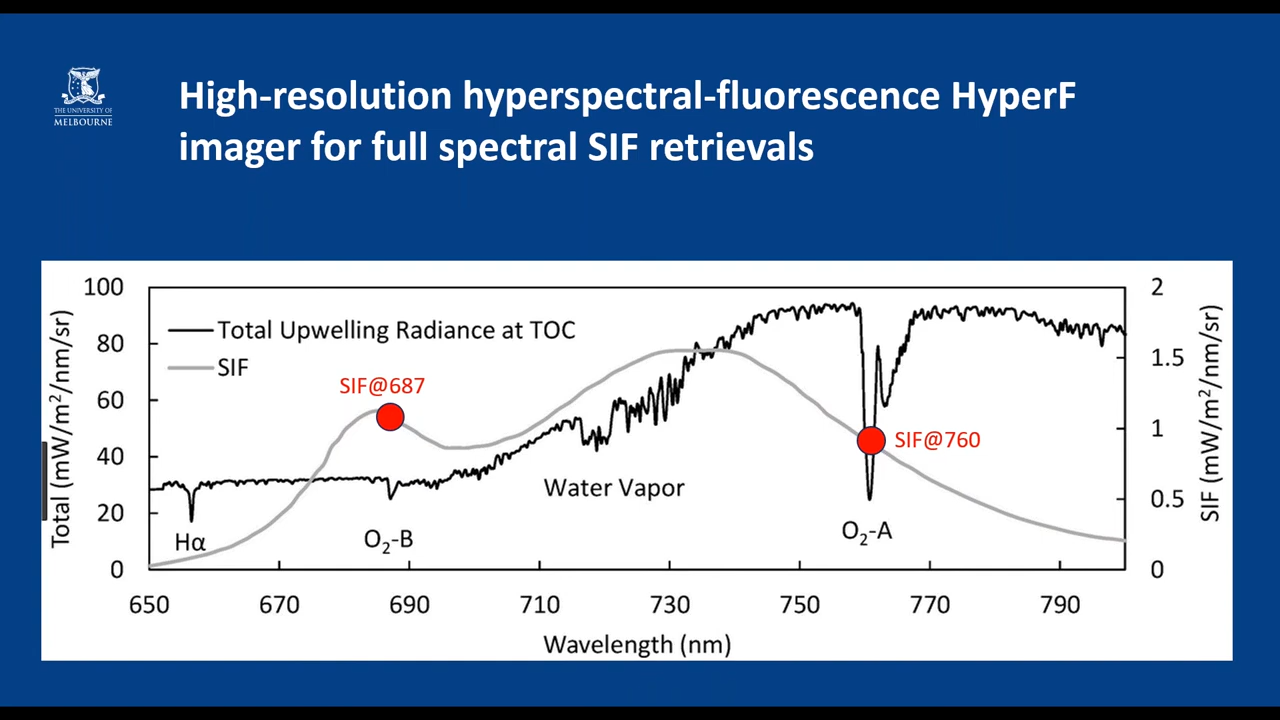 THE UNIVERSITY OF
MELBOURNE
High-resolution hyperspectral-fluorescence HyperF
imager for full spectral SIF retrievals
Total (mW/m²/nm/sr)
100
80
60
40
20
0
Total Upwelling Radiance at TOC
SIF
SIF@687
SIF@760
Water Vapor
Hα
O₂-B
O₂-A
2
1.5
1
0.5
0
SIF (mW/m²/nm/sr)
650 670 690 710 730 750 770 790
Wavelength (nm)